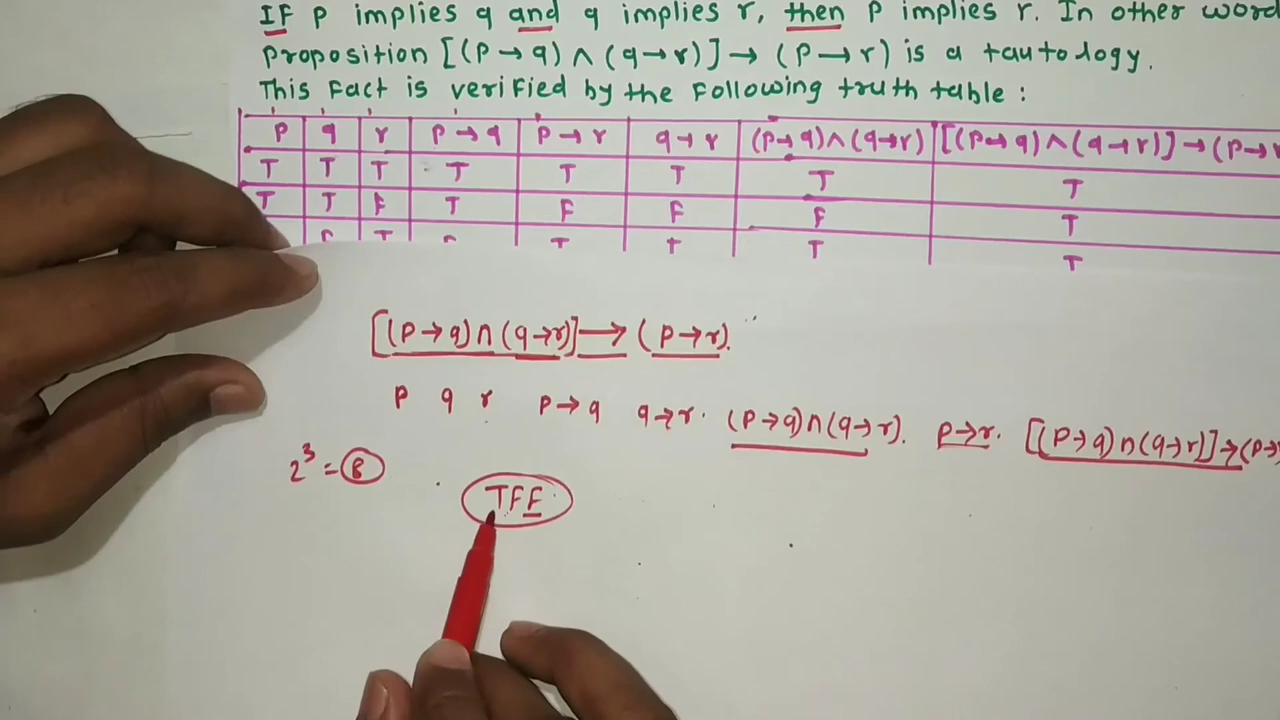 IF p implies q and q implies r, then p implies r. In other word
Proposition [(p→q) ∧ (q→r)] → (p→r) is a tautology.
This Fact is verified by the following truth table :
p q r p→q p→r q→r (p→q)∧(q→r) [(p→q)∧(q→r)]→(p→r
T T T T T T T T
T T F T F F F T
T T T T T
[(p→q)∩(q→r)]→(p→r).
p q r p→q q→r. (p→q)∩(q→r). p→r. [(p→q)∩(q→r)]→(p→
2³=8
TFF